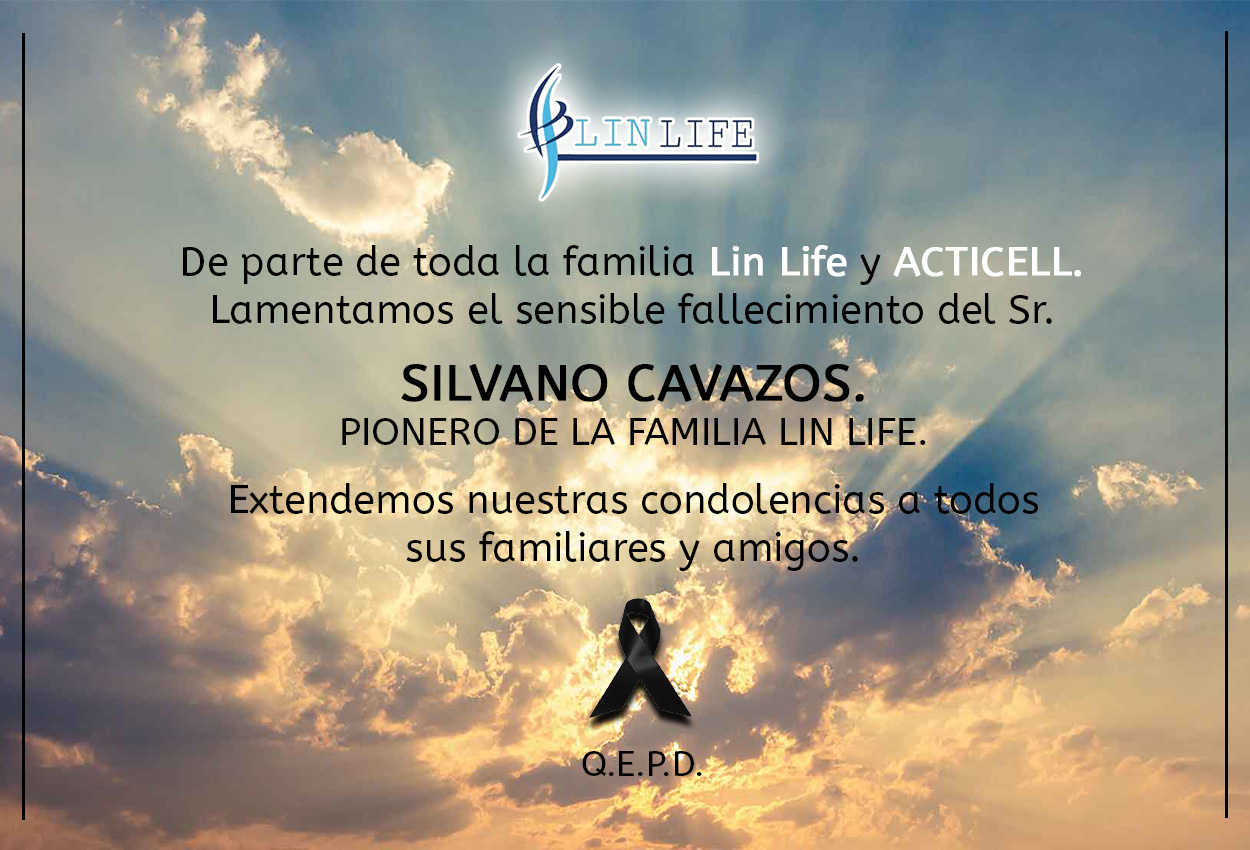 LIN LIFE
De parte de toda la familia Lin Life y ACTICELL.
Lamentamos el sensible fallecimiento del Sr.
SILVANO CAVAZOS.
PIONERO DE LA FAMILIA LIN LIFE.
Extendemos nuestras condolencias a todos
sus familiares y amigos.
Q.E.P.D.